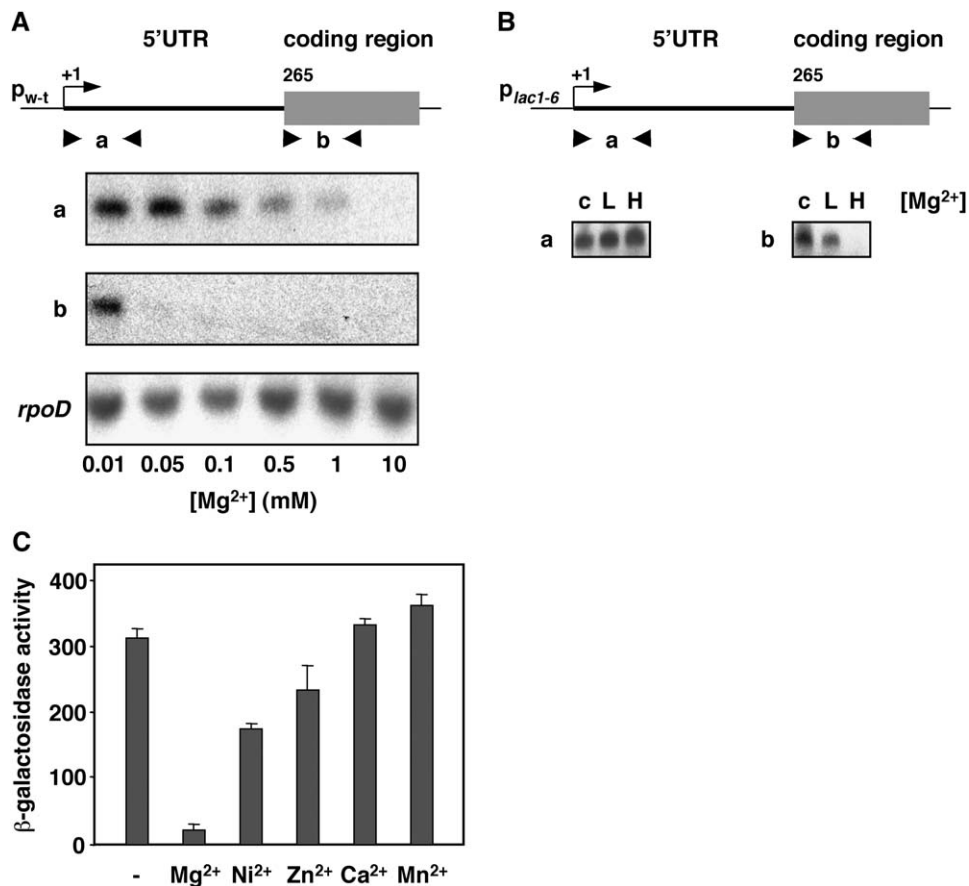 A
5'UTR coding region
+1 265
p w-t
a b
a
b
rpoD
0.01 0.05 0.1 0.5 1 10
[Mg2+] (mM)
B
5'UTR coding region
+1 265
p lac1-6
a b
c L H c L H [Mg2+]
a b
C
β-galactosidase activity
400
300
200
100
0
- Mg2+ Ni2+ Zn2+ Ca2+ Mn2+